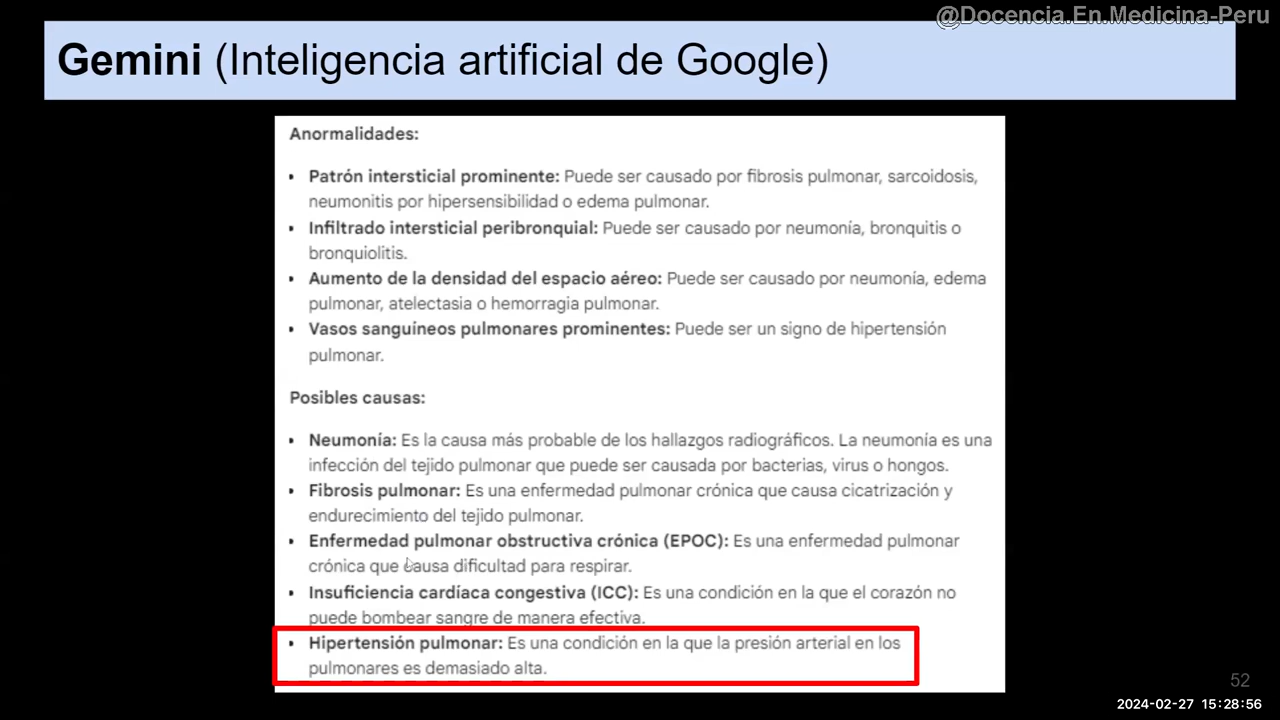 @Docencia.En.Medicina-Peru
Gemini (Inteligencia artificial de Google)
Anormalidades:
• Patrón intersticial prominente: Puede ser causado por fibrosis pulmonar, sarcoidosis,
neumonitis por hipersensibilidad o edema pulmonar.
• Infiltrado intersticial peribronquial: Puede ser causado por neumonía, bronquitis o
bronquiolitis.
• Aumento de la densidad del espacio aéreo: Puede ser causado por neumonía, edema
pulmonar, atelectasia o hemorragia pulmonar.
• Vasos sanguíneos pulmonares prominentes: Puede ser un signo de hipertensión
pulmonar.
Posibles causas:
• Neumonía: Es la causa más probable de los hallazgos radiográficos. La neumonía es una
infección del tejido pulmonar que puede ser causada por bacterias, virus o hongos.
• Fibrosis pulmonar: Es una enfermedad pulmonar crónica que causa cicatrización y
endurecimiento del tejido pulmonar.
• Enfermedad pulmonar obstructiva crónica (EPOC): Es una enfermedad pulmonar
crónica que causa dificultad para respirar.
• Insuficiencia cardíaca congestiva (ICC): Es una condición en la que el corazón no
puede bombear sangre de manera efectiva.
• Hipertensión pulmonar: Es una condición en la que la presión arterial en los
pulmonares es demasiado alta.
52
2024-02-27 15:28:56